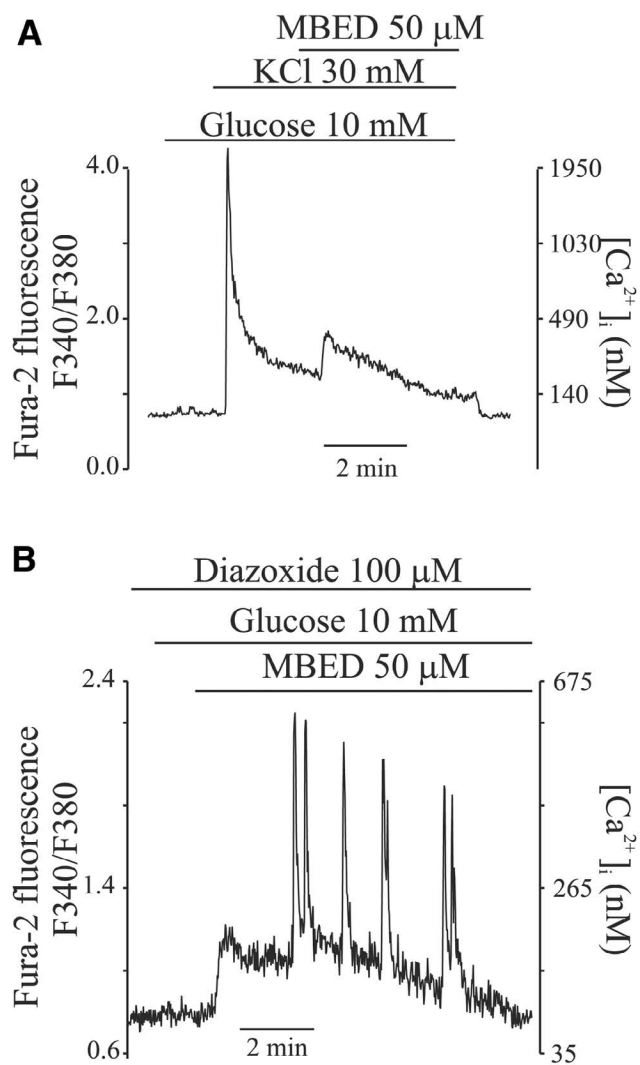 A
MBED 50 μM
KCl 30 mM
Glucose 10 mM
Fura-2 fluorescence
F340/F380
4.0
2.0
0.0
1950
1030
490
140
[Ca²⁺]ᵢ (nM)
2 min
B
Diazoxide 100 μM
Glucose 10 mM
MBED 50 μM
Fura-2 fluorescence
F340/F380
2.4
1.4
0.6
675
265
35
[Ca²⁺]ᵢ (nM)
2 min